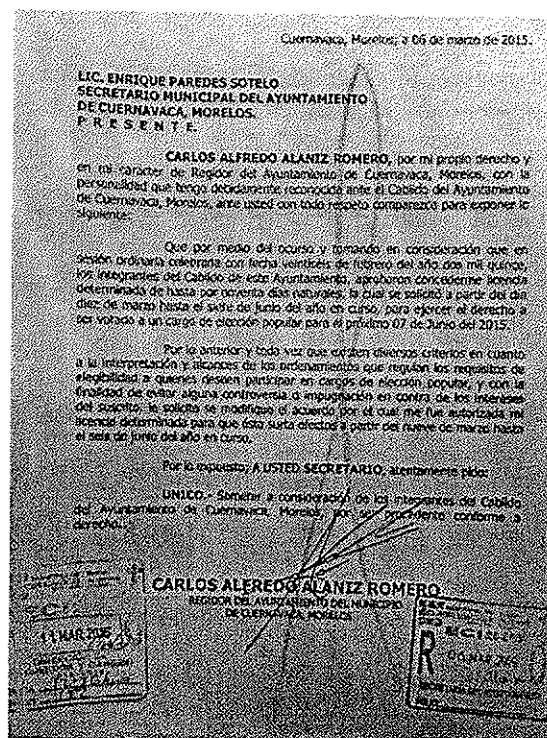 Cuernavaca, Morelos; a 06 de marzo de 2015.
LIC. ENRIQUE PAREDES SOTELO
SECRETARIO MUNICIPAL DEL AYUNTAMIENTO
DE CUERNAVACA, MORELOS.
P R E S E N T E.
CARLOS ALFREDO ALANIZ ROMERO, por mi propio derecho y
en mi carácter de Regidor del Ayuntamiento de Cuernavaca, Morelos, con la
personalidad que tengo debidamente reconocida ante el Cabildo del Ayuntamiento
de Cuernavaca, Morelos, ante usted con todo respeto comparezco para exponer lo
siguiente:
Que por medio del ocurso y tomando en consideración que en
Sesión ordinaria celebrada con fecha veintiséis de febrero del año dos mil quince,
los integrantes del Cabildo de este Ayuntamiento, aprobaron concederme licencia
determinada de hasta por noventa días naturales, la cual se solicitó a partir del día
diez de marzo hasta el siete de junio del año en curso, para ejercer el derecho a
ser votado a un cargo de elección popular para el próximo 07 de Junio del 2015.
Por lo anterior y toda vez que existen diversos criterios en cuanto
a la interpretación y alcances de los ordenamientos que regulan los requisitos de
elegibilidad a quienes deseen participar en cargos de elección popular, y con la
finalidad de evitar alguna controversia o impugnación en contra de los intereses
del suscrito, le solicito se modifique el acuerdo por el cual me fue autorizada mi
licencia determinada para que ésta surta efectos a partir del nueve de marzo hasta
el seis de junio del año en curso.
Por lo expuesto; A USTED SECRETARIO, atentamente pido:
UNICO.- Someter a consideración de los integrantes del Cabildo
del Ayuntamiento de Cuernavaca, Morelos, por ser procedente conforme a
derecho.
CARLOS ALFREDO ALANIZ ROMERO
REGIDOR DEL AYUNTAMIENTO DEL MUNICIPIO
DE CUERNAVACA, MORELOS
11 MAR 2015
R